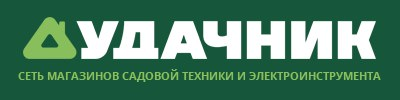 УДАЧНИК
СЕТЬ МАГАЗИНОВ САДОВОЙ ТЕХНИКИ И ЭЛЕКТРОИНСТРУМЕНТА